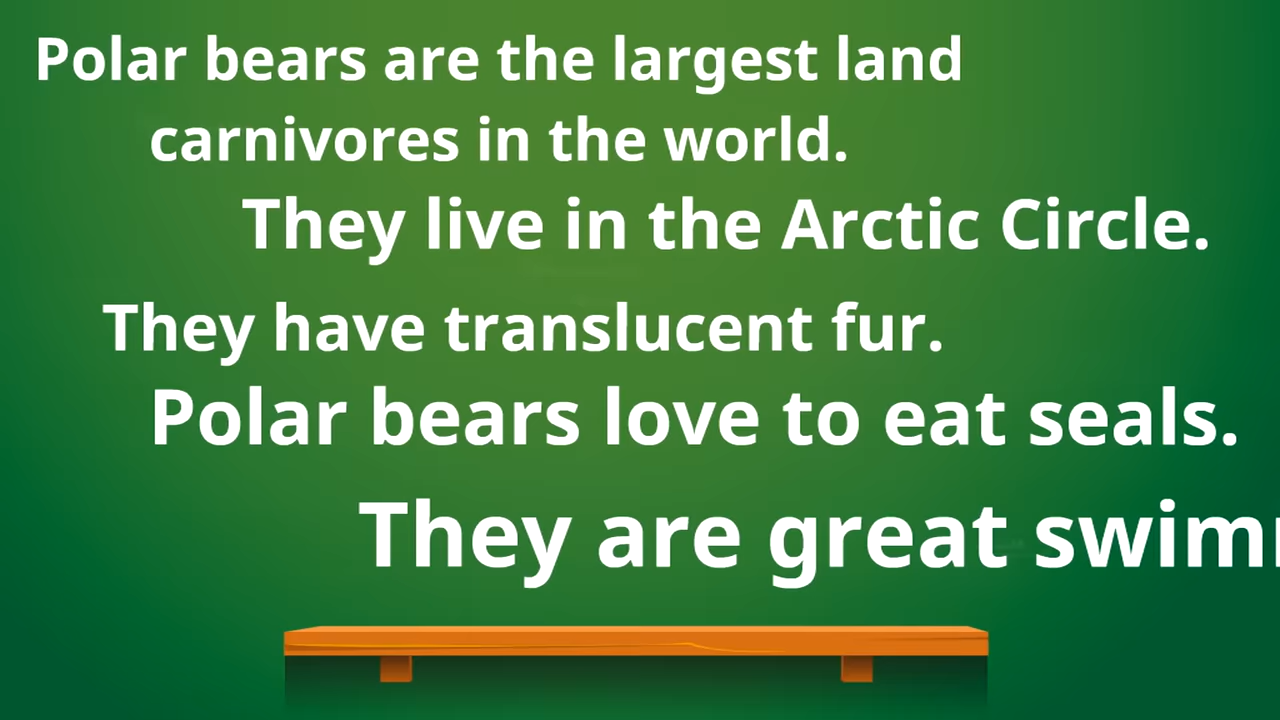 Polar bears are the largest land
carnivores in the world.
They live in the Arctic Circle.
They have translucent fur.
Polar bears love to eat seals.
They are great